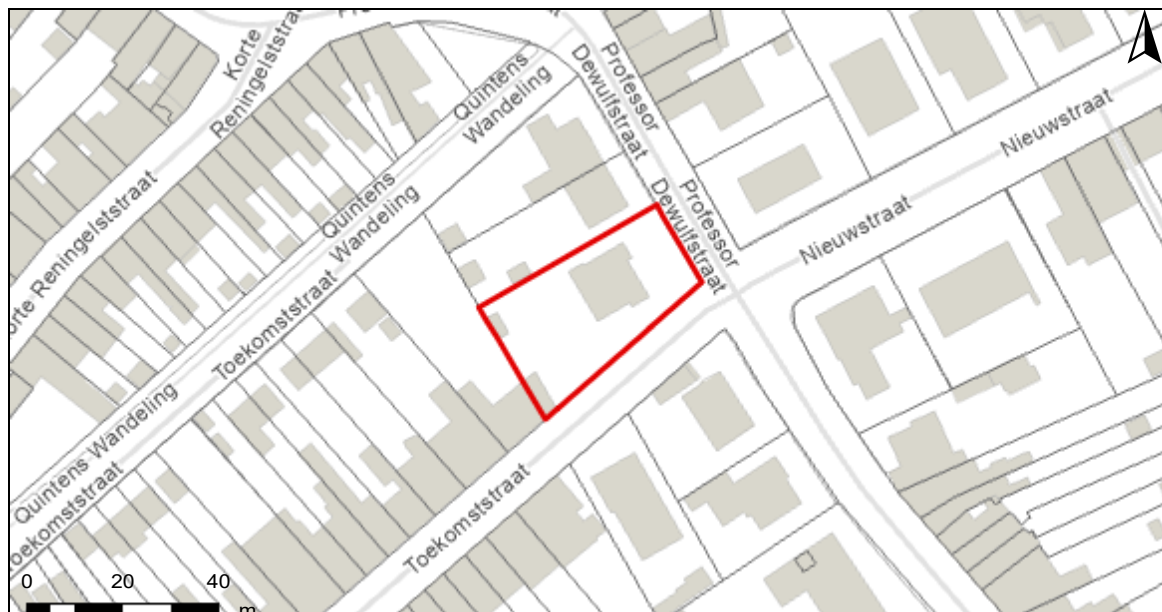 Korte
Reningelststraat
Quintens
Wandeling
Professor
Dewulfstraat
Nieuwstraat
Quintens
Wandeling
Toekomststraat
Professor
Dewulfstraat
Nieuwstraat
Korte Reningelststraat
Quintens Wandeling
Toekomststraat
Toekomststraat
0 20 40
m